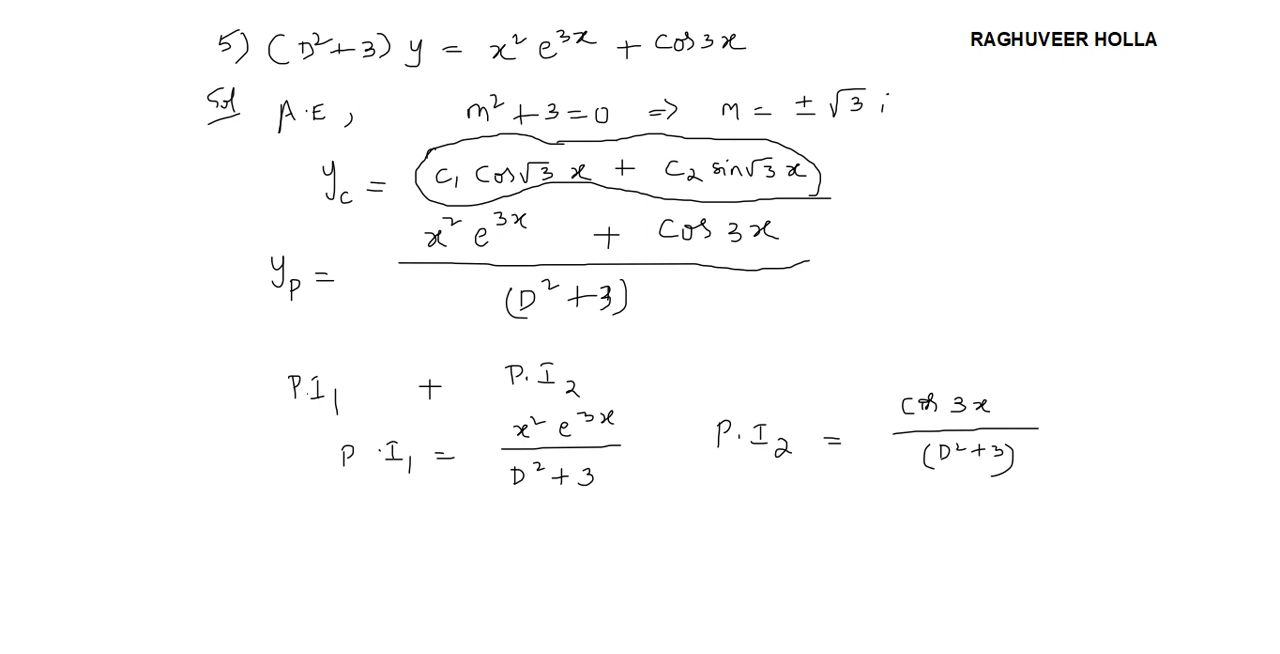 5) (D²+3) y = x² e^3x + cos3x
RAGHUVEER HOLLA
Sol A.E, m²+3=0 => m = ± √3 i
y_c = C₁ cos√3 x + C₂ sin√3 x
y_p = x² e^3x + cos 3x / (D²+3)
P.I₁ + P.I₂
P.I₁ = x² e^3x / D²+3 P.I₂ = cos 3x / (D²+3)